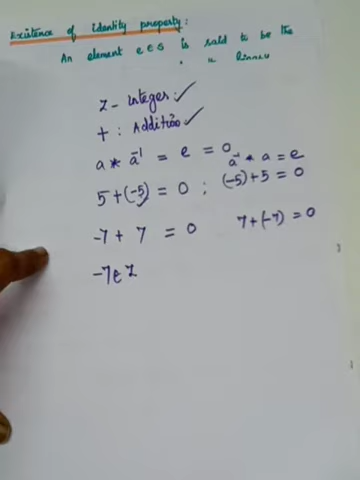 Existence of identity property:
An element e ∈ S is said to be the
Z - Integers ✓
+ : Addition ✓
a * a⁻¹ = e = 0 a⁻¹ * a = e
5 + (-5) = 0 ; (-5) + 5 = 0
-7 + 7 = 0 7 + (-7) = 0
-7 ∈ Z